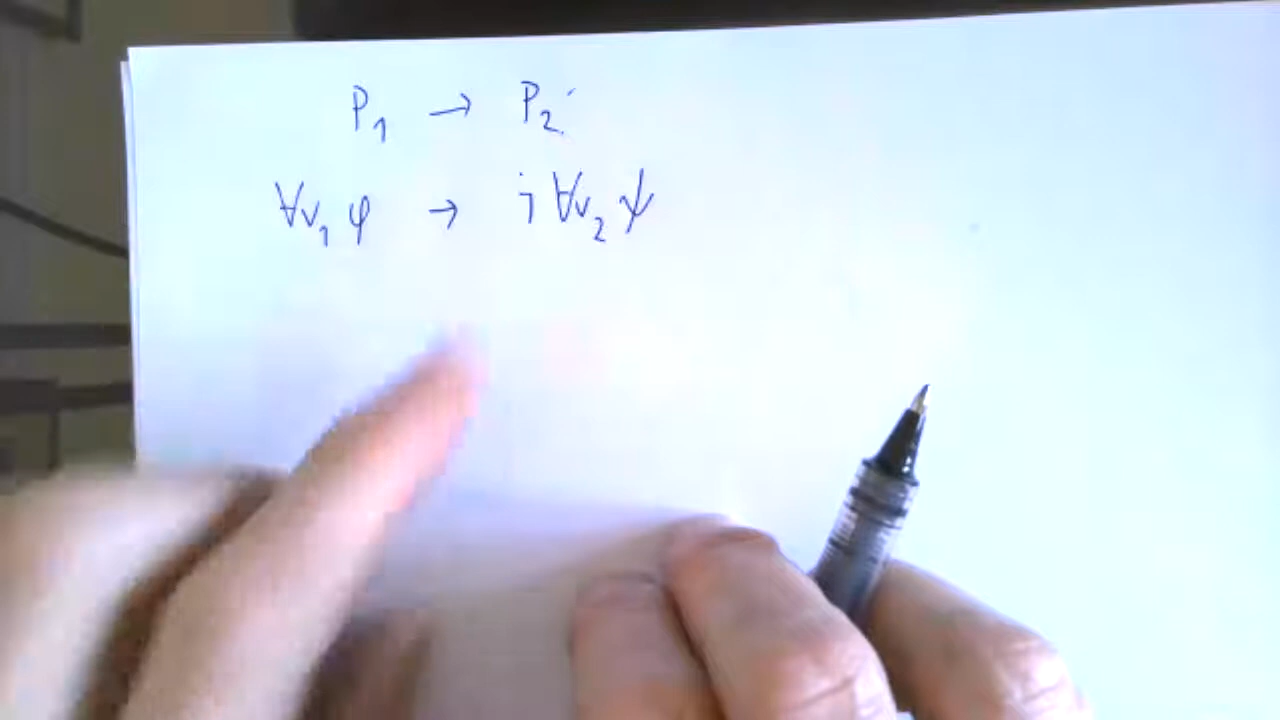 P₁ → P₂
∀v₁ φ → ¬∀v₂ ψ